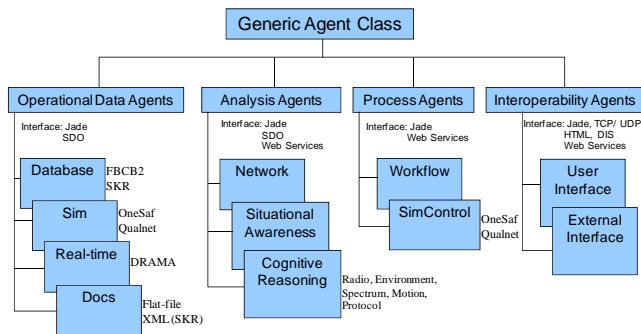 Generic Agent Class
Operational Data Agents
Analysis Agents
Process Agents
Interoperability Agents
Interface: Jade
SDO
Interface: Jade
SDO
Web Services
Interface: Jade
Web Services
Interface: Jade, TCP/ UDP
HTML, DIS
Web Services
Database
FBCB2
SKR
Sim
OneSaf
Qualnet
Real-time
DRAMA
Docs
Flat-file
XML (SKR)
Network
Situational
Awareness
Cognitive
Reasoning
Radio, Environment,
Spectrum, Motion,
Protocol
Workflow
SimControl
OneSaf
Qualnet
User
Interface
External
Interface